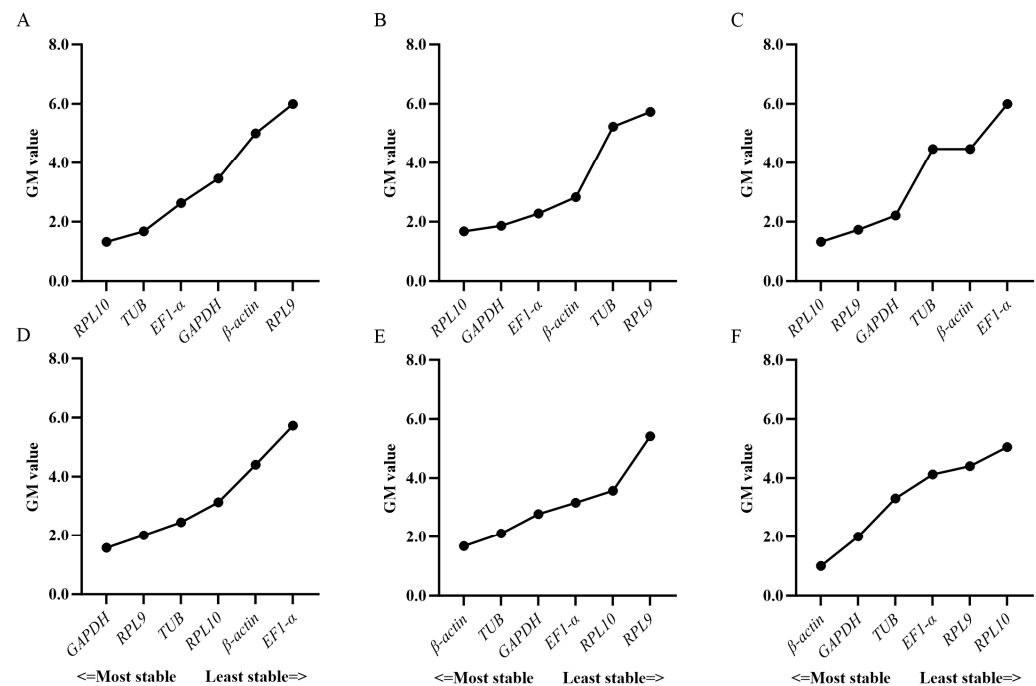 A
GM value
8.0
6.0
4.0
2.0
0.0
RPL10
TUB
EF1-α
GAPDH
β-actin
RPL9
B
GM value
8.0
6.0
4.0
2.0
0.0
RPL10
GAPDH
EF1-α
β-actin
TUB
RPL9
C
GM value
8.0
6.0
4.0
2.0
0.0
RPL10
RPL9
GAPDH
TUB
β-actin
EF1-α
D
GM value
8.0
6.0
4.0
2.0
0.0
GAPDH
RPL9
TUB
RPL10
β-actin
EF1-α
<=Most stable Least stable=>
E
GM value
8.0
6.0
4.0
2.0
0.0
β-actin
TUB
GAPDH
EF1-α
RPL10
RPL9
<=Most stable Least stable=>
F
GM value
8.0
6.0
4.0
2.0
0.0
β-actin
GAPDH
TUB
EF1-α
RPL9
RPL10
<=Most stable Least stable=>